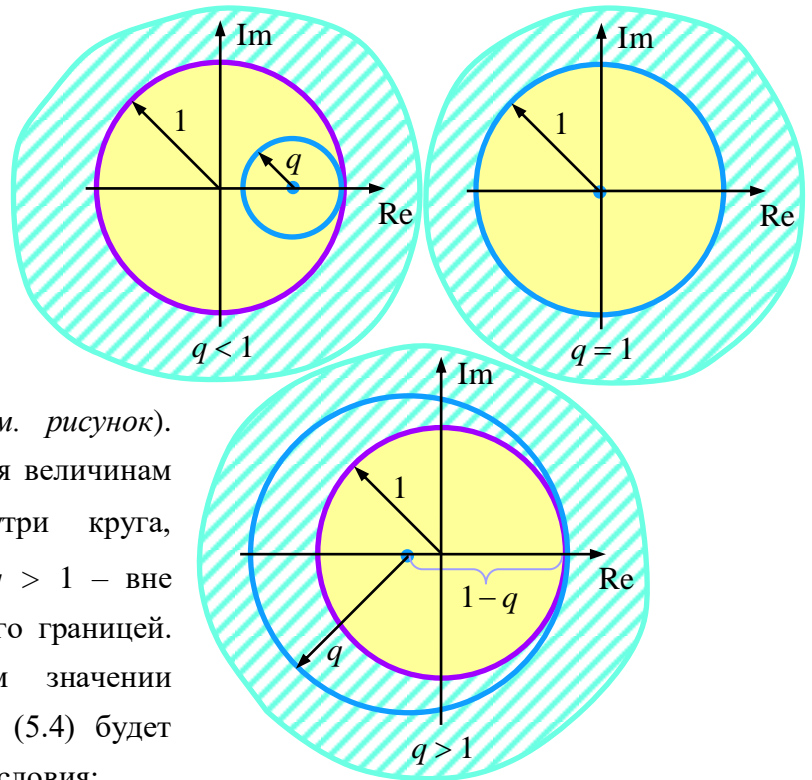 Im
Im
1
q
1
Re
Re
q < 1
q = 1
Im
м. рисунок).
я величинам
1
три круга,
> 1 – вне
Re
1 − q
го границей.
q
м значении
(5.4) будет
q > 1
словия: